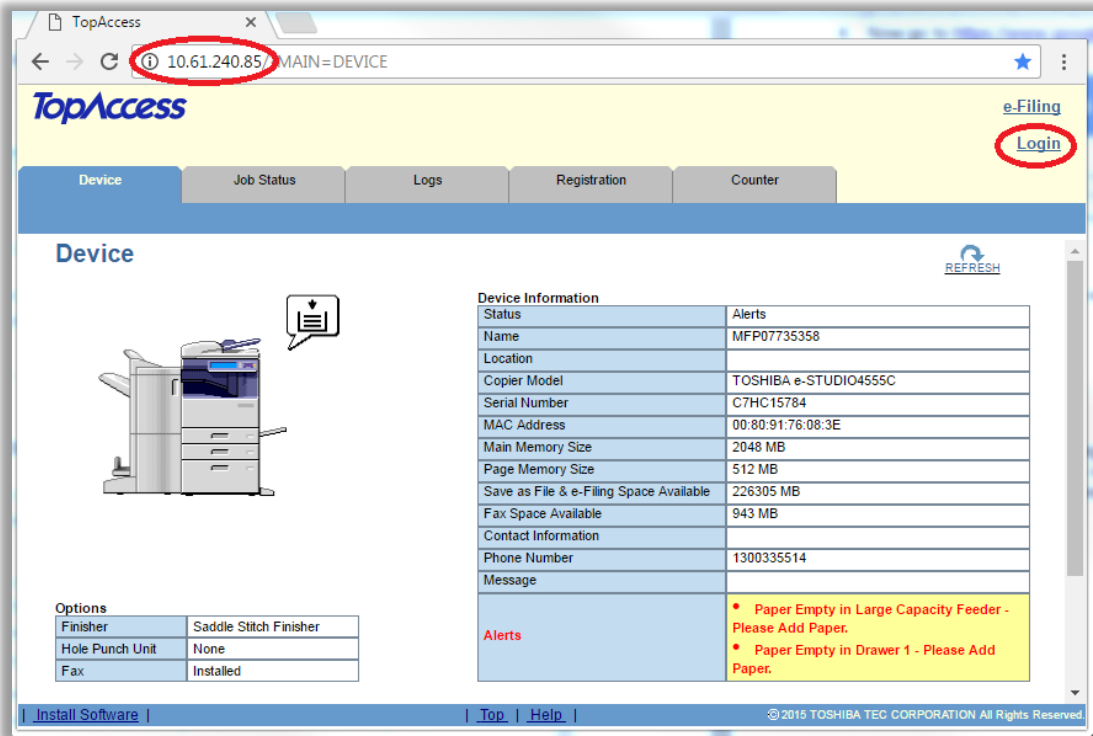 TopAccess
10.61.240.85/?MAIN=DEVICE
TopAccess
e-Filing
Login
Device Job Status Logs Registration Counter
Device
REFRESH
Device Information
Status Alerts
Name MFP07735358
Location
Copier Model TOSHIBA e-STUDIO4555C
Serial Number C7HC15784
MAC Address 00:80:91:76:08:3E
Main Memory Size 2048 MB
Page Memory Size 512 MB
Save as File & e-Filing Space Available 226305 MB
Fax Space Available 943 MB
Contact Information
Phone Number 1300335514
Message
Alerts
• Paper Empty in Large Capacity Feeder -
Please Add Paper.
• Paper Empty in Drawer 1 - Please Add
Paper.
Options
Finisher Saddle Stitch Finisher
Hole Punch Unit None
Fax Installed
| Install Software | | Top | Help | ©2015 TOSHIBA TEC CORPORATION All Rights Reserved.